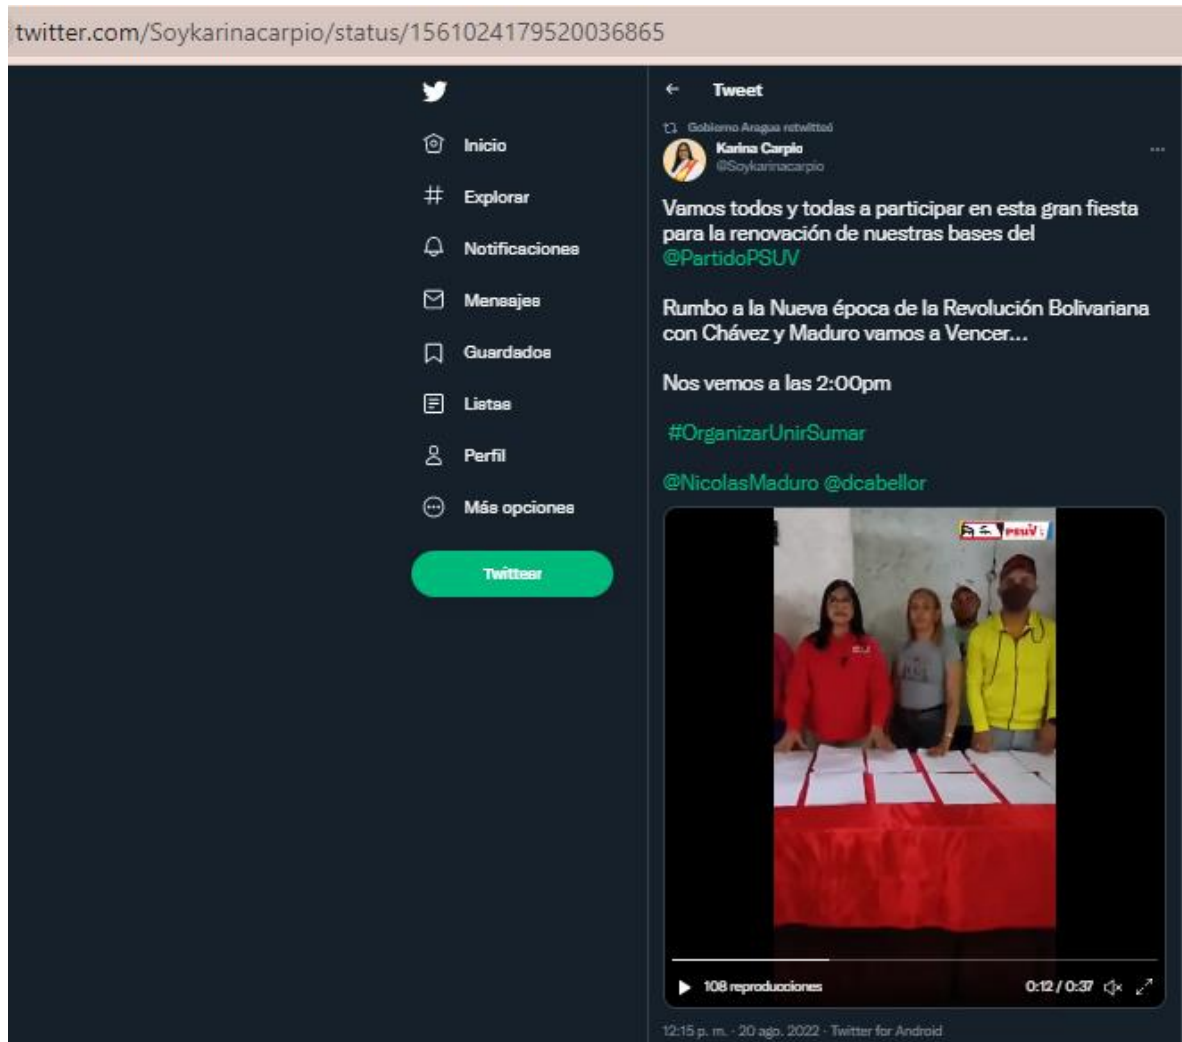 twitter.com/Soykarinacarpio/status/1561024179520036865
Inicio
Explorar
Notificaciones
Mensajes
Guardados
Listas
Perfil
Más opciones
Twittear
Tweet
Gobierno Aragua retwitteó
Karina Carpio
@Soykarinacarpio
Vamos todos y todas a participar en esta gran fiesta
para la renovación de nuestras bases del
@PartidoPSUV
Rumbo a la Nueva época de la Revolución Bolivariana
con Chávez y Maduro vamos a Vencer...
Nos vemos a las 2:00pm
#OrganizarUnirSumar
@NicolasMaduro @dcabellor
PSUV
108 reproducciones
0:12 / 0:37
12:15 p. m. · 20 ago. 2022 · Twitter for Android